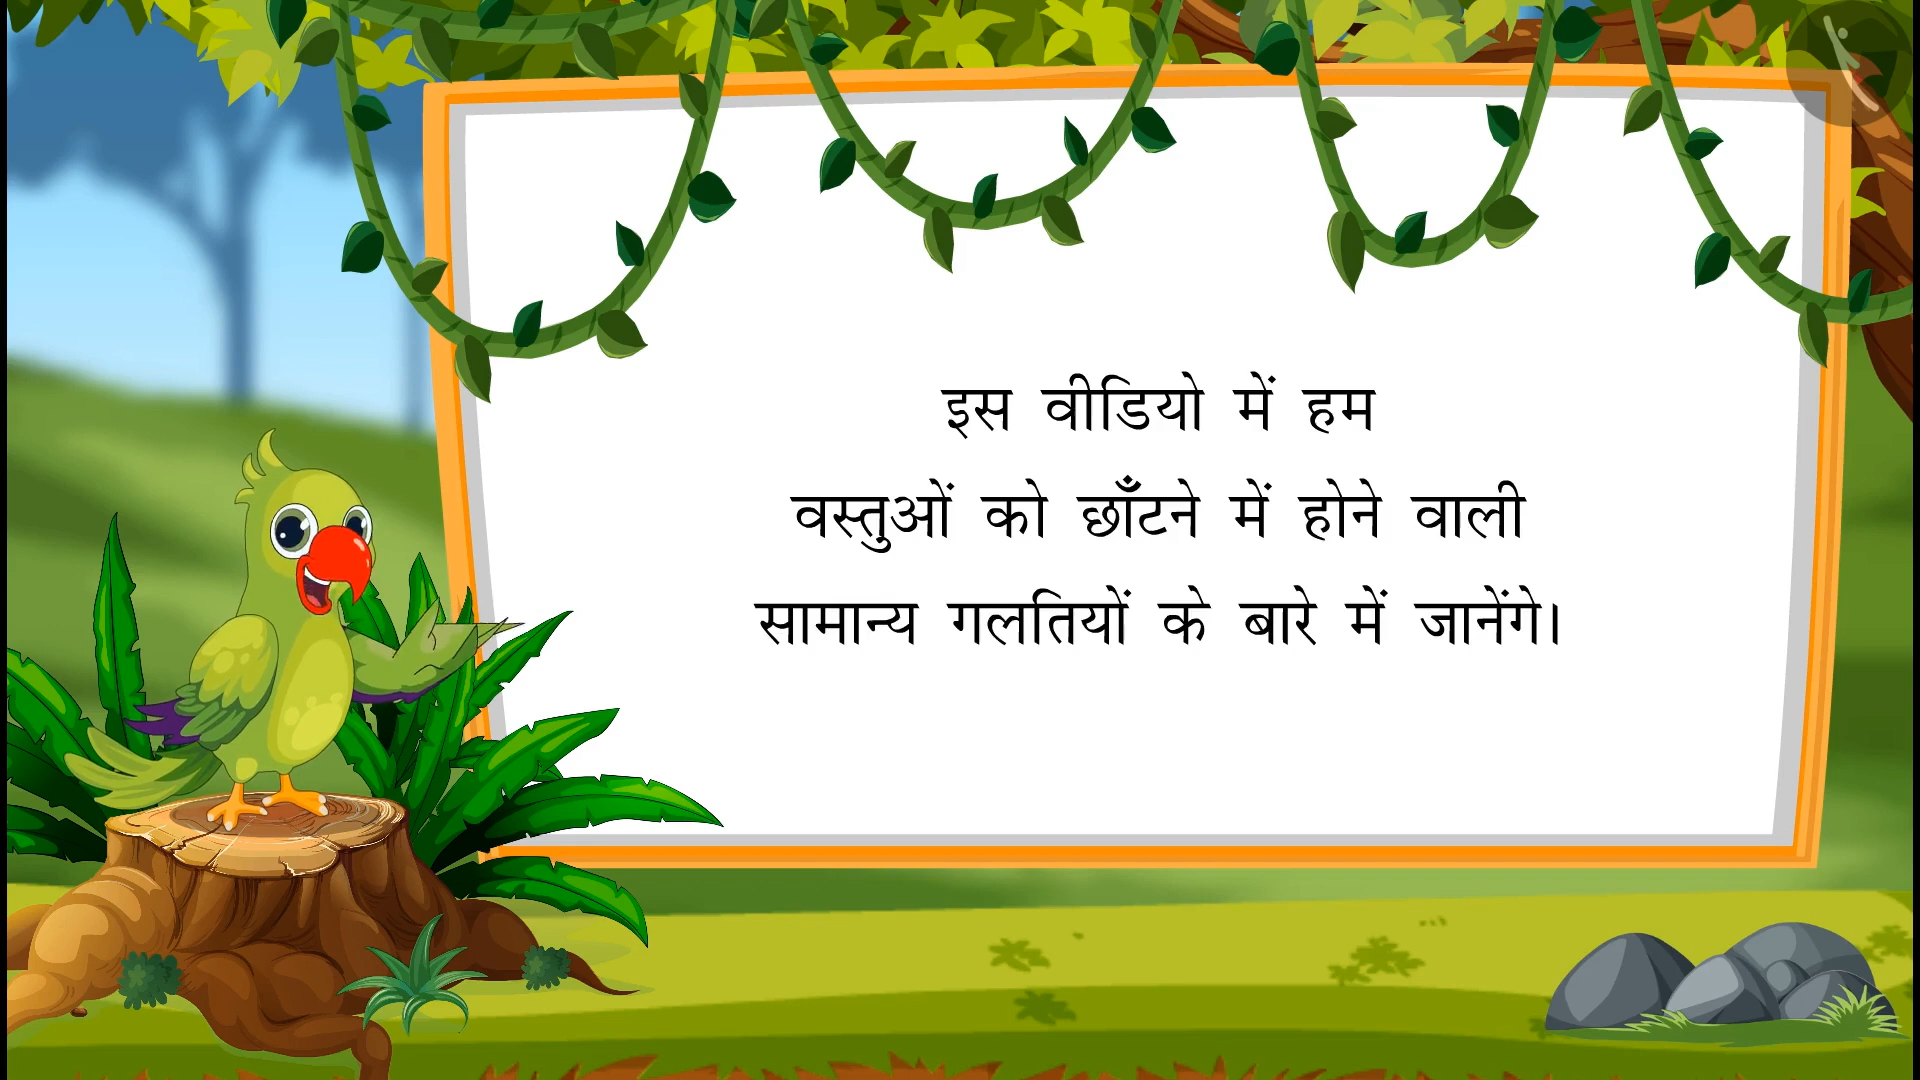 इस वीडियो में हम
वस्तुओं को छाँटने में होने वाली
सामान्य गलतियों के बारे में जानेंगे।